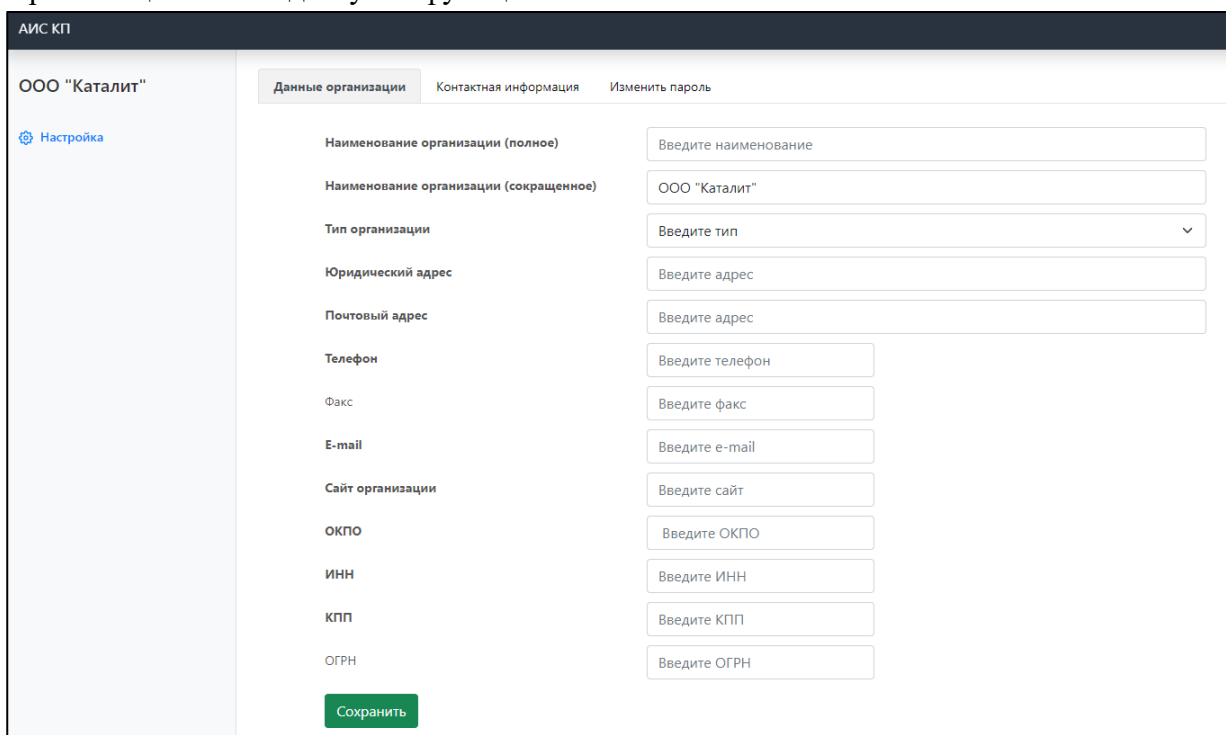 АИС КП
ООО "Каталит"
Настройка
Данные организации Контактная информация Изменить пароль
Наименование организации (полное) Введите наименование
Наименование организации (сокращенное) ООО "Каталит"
Тип организации Введите тип
Юридический адрес Введите адрес
Почтовый адрес Введите адрес
Телефон Введите телефон
Факс Введите факс
E-mail Введите e-mail
Сайт организации Введите сайт
ОКПО Введите ОКПО
ИНН Введите ИНН
КПП Введите КПП
ОГРН Введите ОГРН
Сохранить